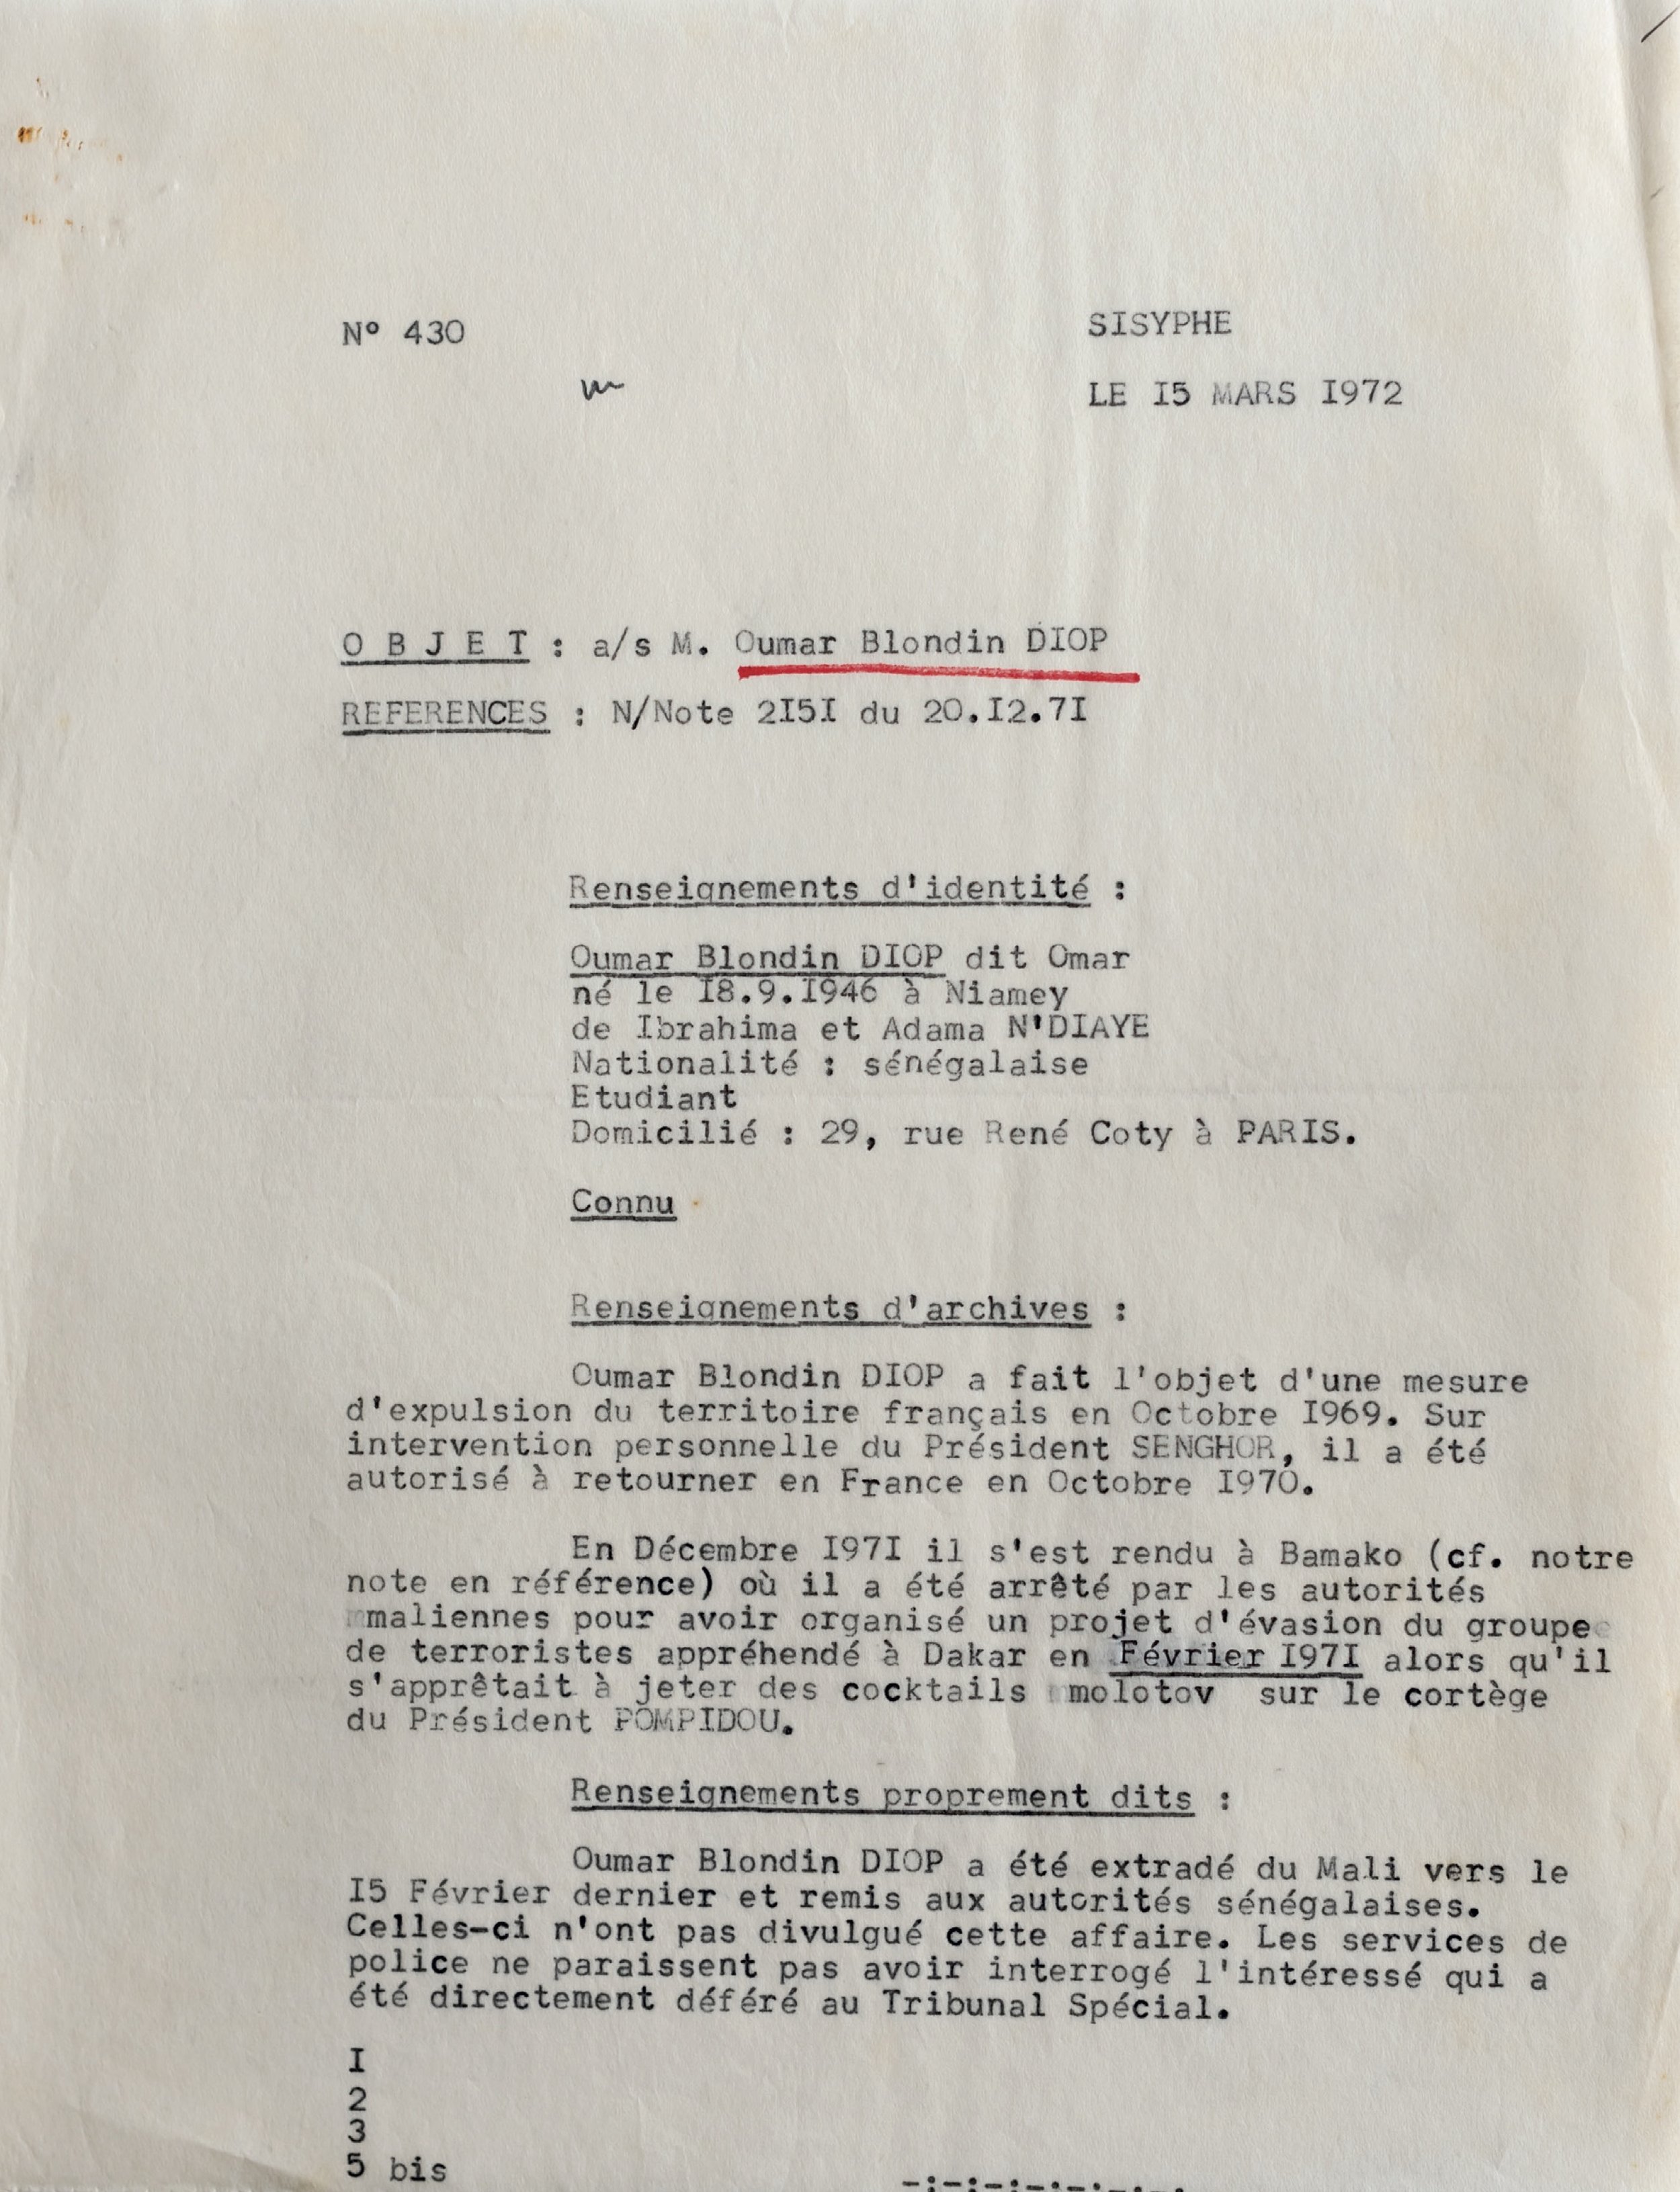 N° 430
SISYPHE
LE I5 MARS I972
O B J E T : a/s M. Oumar Blondin DIOP
REFERENCES : N/Note 2I5I du 20.I2.7I
Renseignements d'identité :
Oumar Blondin DIOP dit Omar
né le I8.9.I946 à Niamey
de Ibrahima et Adama N'DIAYE
Nationalité : sénégalaise
Etudiant
Domicilié : 29, rue René Coty à PARIS.
Connu
Renseignements d'archives :
Oumar Blondin DIOP a fait l'objet d'une mesure
d'expulsion du territoire français en Octobre I969. Sur
intervention personnelle du Président SENGHOR, il a été
autorisé à retourner en France en Octobre I970.
En Décembre I97I il s'est rendu à Bamako (cf. notre
note en référence) où il a été arrêté par les autorités
maliennes pour avoir organisé un projet d'évasion du groupe
de terroristes appréhendé à Dakar en Février I97I alors qu'il
s'apprêtait à jeter des cocktails molotov sur le cortège
du Président POMPIDOU.
Renseignements proprement dits :
Oumar Blondin DIOP a été extradé du Mali vers le
I5 Février dernier et remis aux autorités sénégalaises.
Celles-ci n'ont pas divulgué cette affaire. Les services de
police ne paraissent pas avoir interrogé l'intéressé qui a
été directement déféré au Tribunal Spécial.
I
2
3
5 bis
-:-:-:-:-:-:-:-